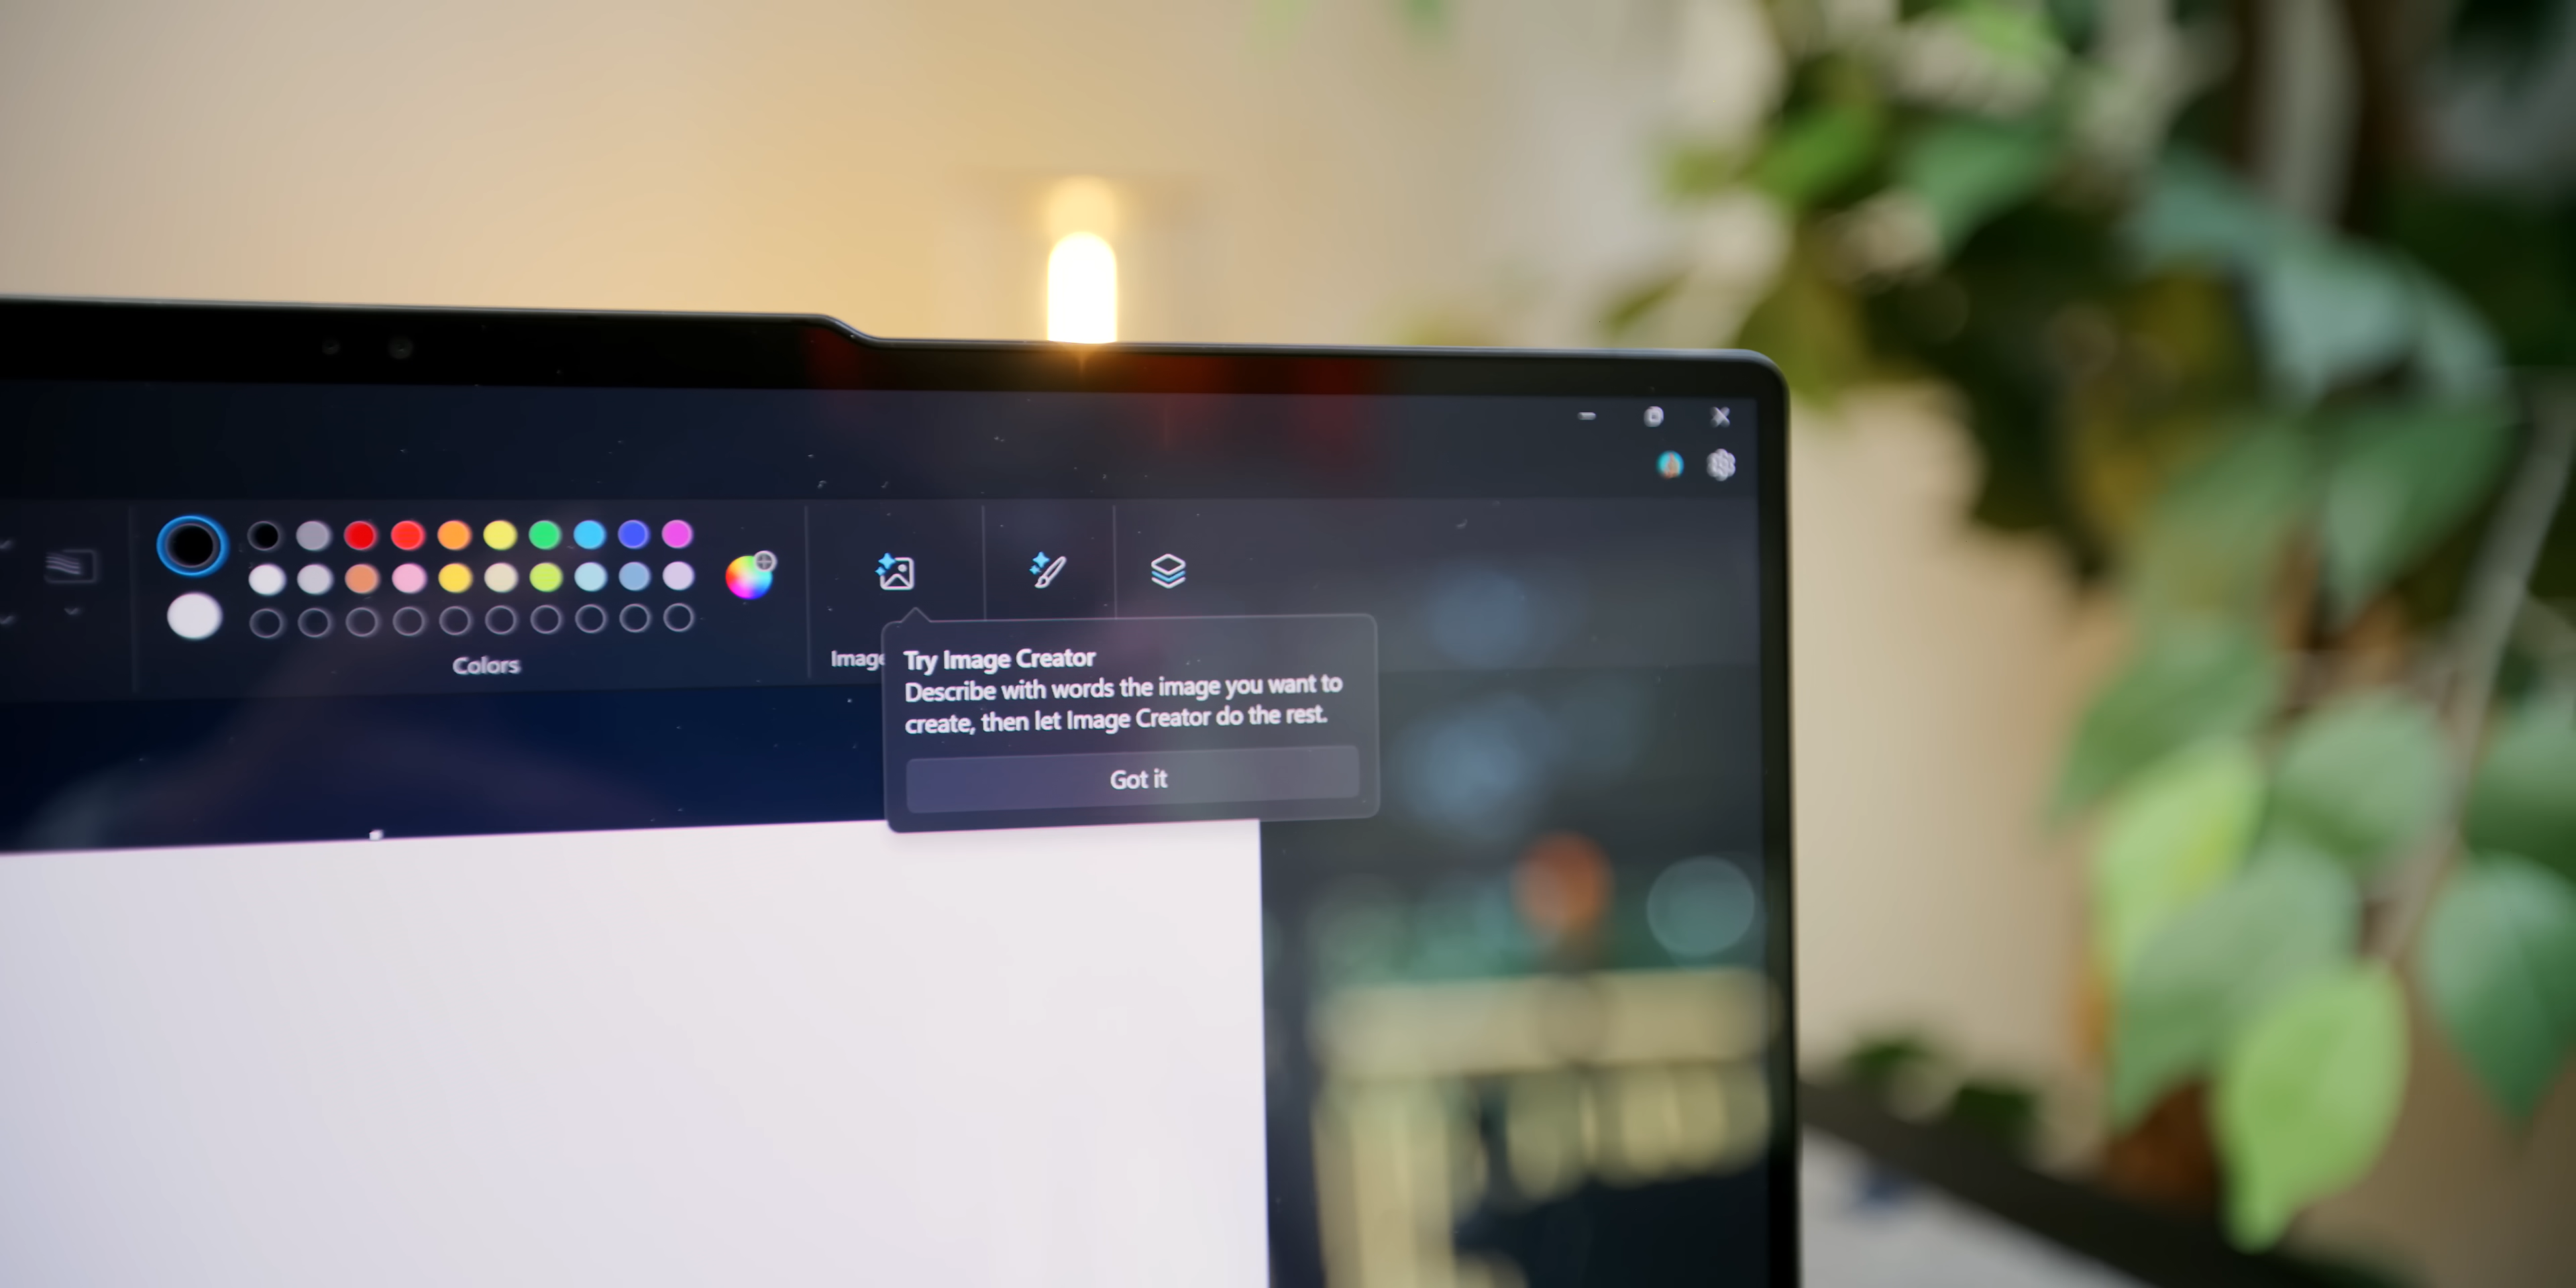 Colors
Image
Try Image Creator
Describe with words the image you want to
create, then let Image Creator do the rest.
Got it